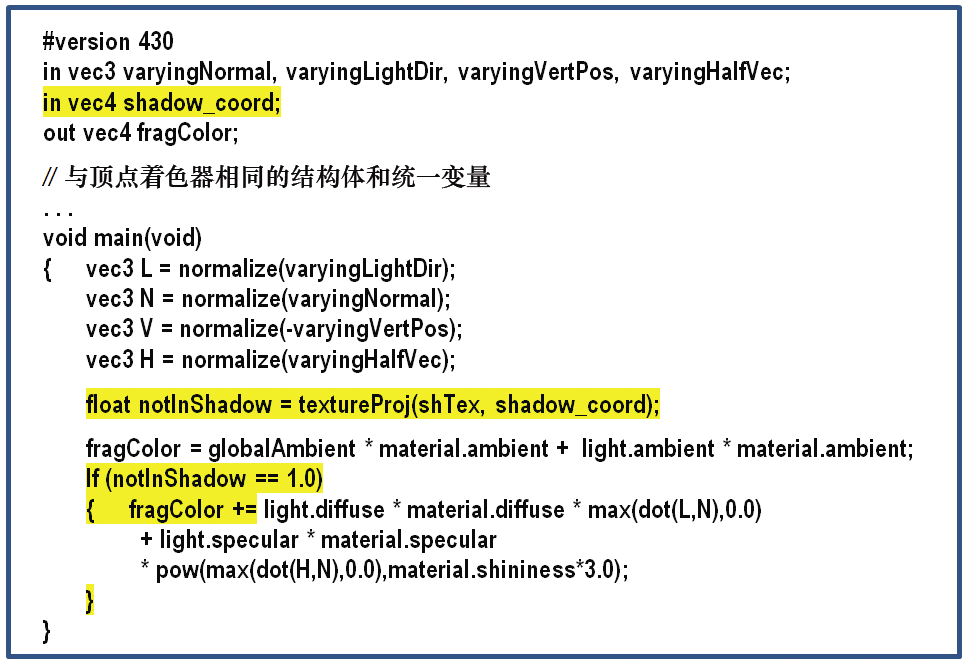 #version 430
in vec3 varyingNormal, varyingLightDir, varyingVertPos, varyingHalfVec;
in vec4 shadow_coord;
out vec4 fragColor;
// 与顶点着色器相同的结构体和统一变量
. . .
void main(void)
{ vec3 L = normalize(varyingLightDir);
vec3 N = normalize(varyingNormal);
vec3 V = normalize(-varyingVertPos);
vec3 H = normalize(varyingHalfVec);
float notInShadow = textureProj(shTex, shadow_coord);
fragColor = globalAmbient * material.ambient + light.ambient * material.ambient;
If (notInShadow == 1.0)
{ fragColor += light.diffuse * material.diffuse * max(dot(L,N),0.0)
+ light.specular * material.specular
* pow(max(dot(H,N),0.0),material.shininess*3.0);
}
}